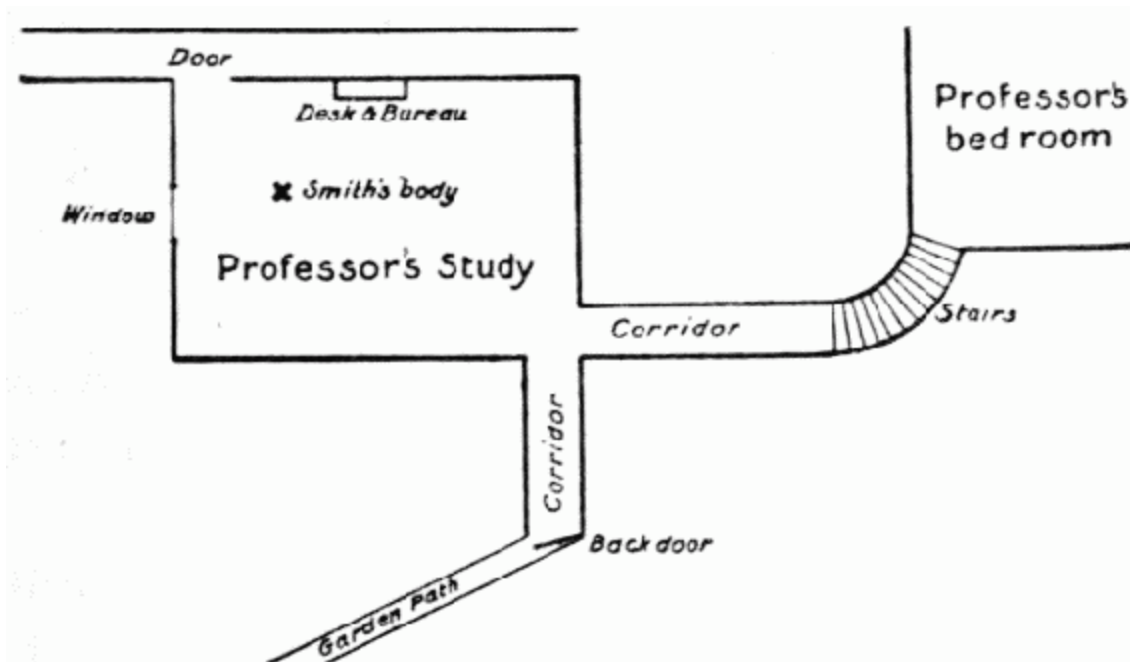 Door
Desk & Bureau
Professor's
bed room
Smith's body
Window
Professor's Study
Corridor
Stairs
Corridor
Back door
Garden Path